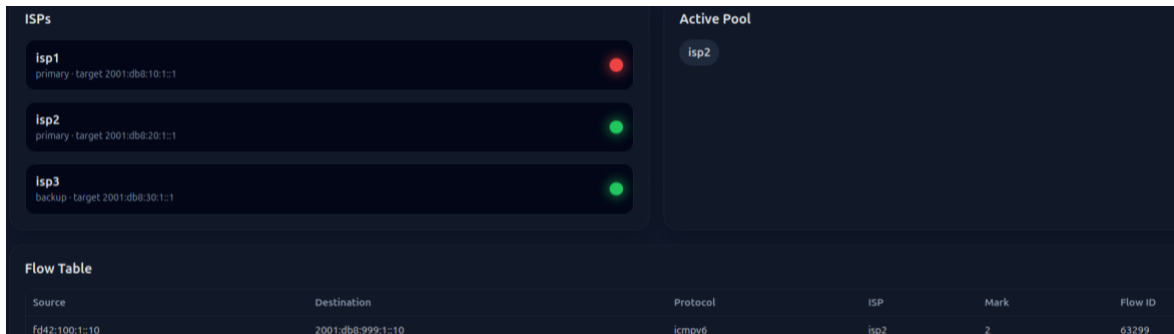 ISPs
isp1
primary · target 2001:db8:10:1::1
isp2
primary · target 2001:db8:20:1::1
isp3
backup · target 2001:db8:30:1::1
Active Pool
isp2
Flow Table
Source Destination Protocol ISP Mark Flow ID
fd42:100:1::10 2001:db8:999:1::10 icmpv6 isp2 2 63299